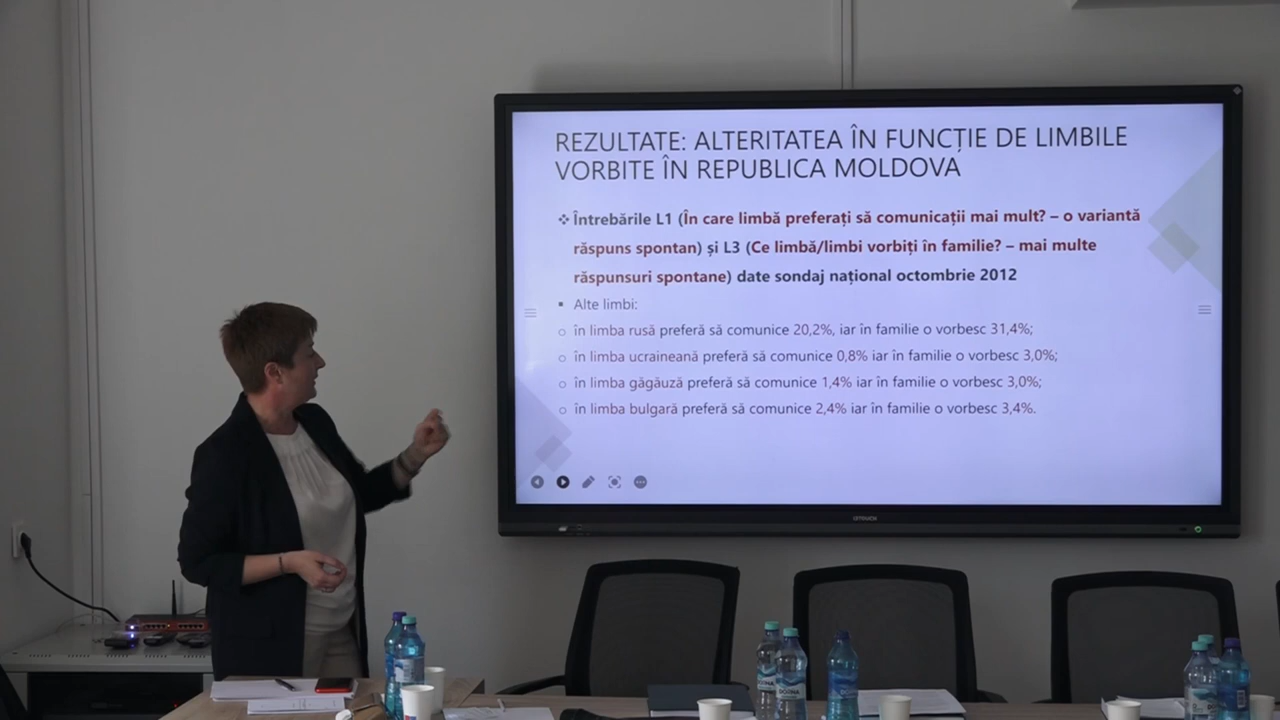 REZULTATE: ALTERITATEA ÎN FUNCȚIE DE LIMBILE
VORBITE ÎN REPUBLICA MOLDOVA
Întrebările L1 (În care limbă preferați să comunicații mai mult? – o variantă
răspuns spontan) și L3 (Ce limbă/limbi vorbiți în familie? – mai multe
răspunsuri spontane) date sondaj național octombrie 2012
Alte limbi:
în limba rusă preferă să comunice 20,2%, iar în familie o vorbesc 31,4%;
în limba ucraineană preferă să comunice 0,8% iar în familie o vorbesc 3,0%;
în limba găgăuză preferă să comunice 1,4% iar în familie o vorbesc 3,0%;
în limba bulgară preferă să comunice 2,4% iar în familie o vorbesc 3,4%.